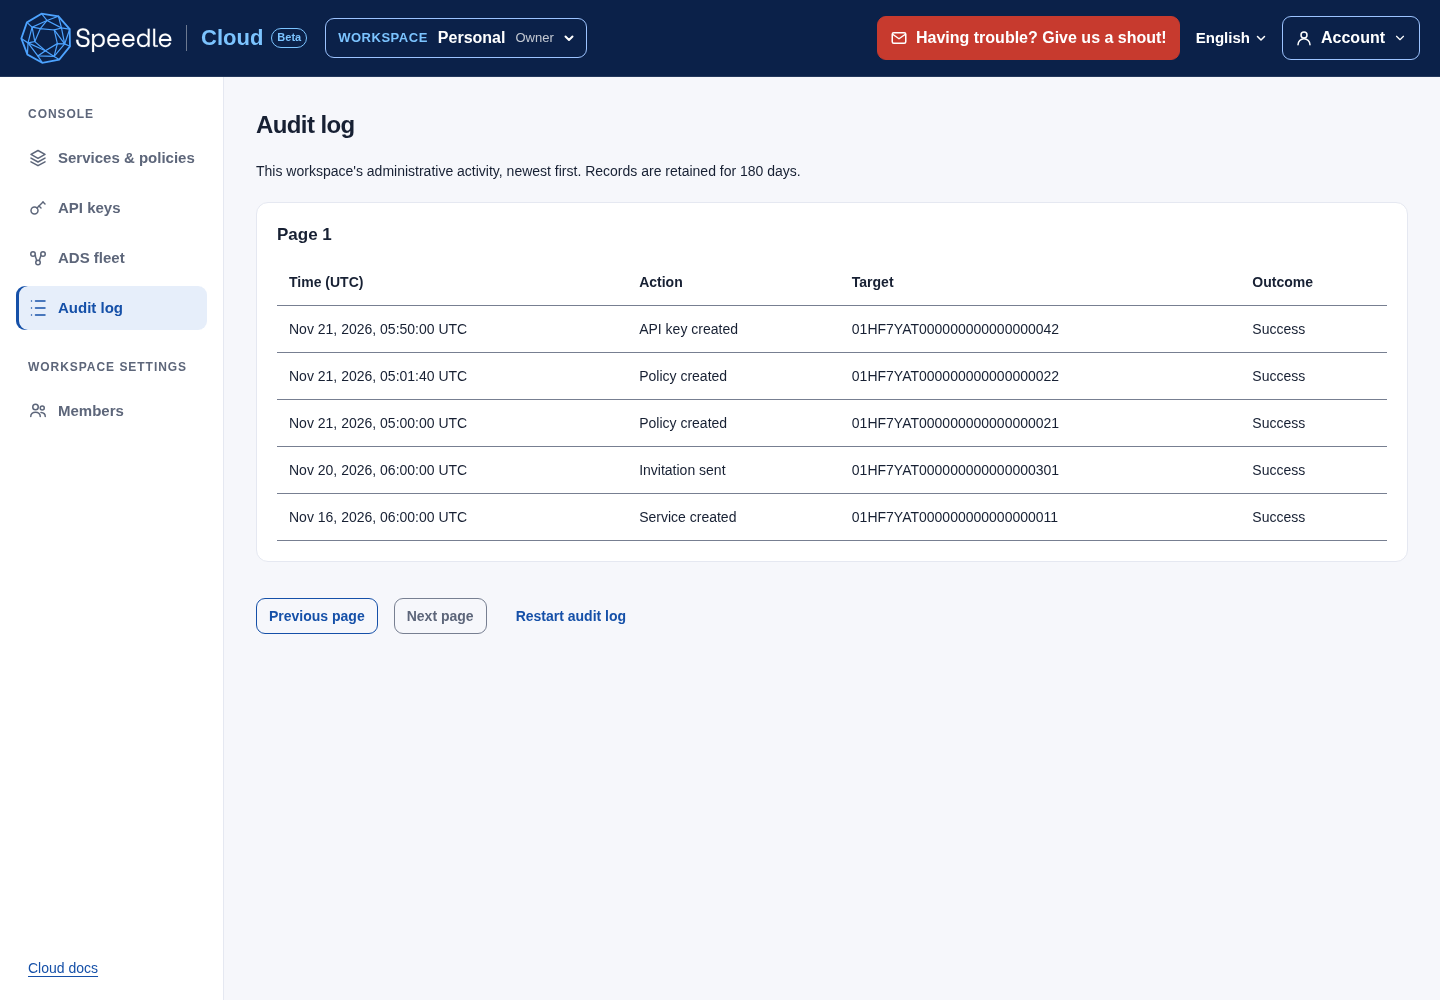 Speedle Cloud Beta WORKSPACE Personal Owner Having trouble? Give us a shout! English Account
CONSOLE
Services & policies
API keys
ADS fleet
Audit log
WORKSPACE SETTINGS
Members
Cloud docs
Audit log
This workspace's administrative activity, newest first. Records are retained for 180 days.
Page 1
Time (UTC) Action Target Outcome
Nov 21, 2026, 05:50:00 UTC API key created 01HF7YAT000000000000000042 Success
Nov 21, 2026, 05:01:40 UTC Policy created 01HF7YAT000000000000000022 Success
Nov 21, 2026, 05:00:00 UTC Policy created 01HF7YAT000000000000000021 Success
Nov 20, 2026, 06:00:00 UTC Invitation sent 01HF7YAT000000000000000301 Success
Nov 16, 2026, 06:00:00 UTC Service created 01HF7YAT000000000000000011 Success
Previous page Next page Restart audit log